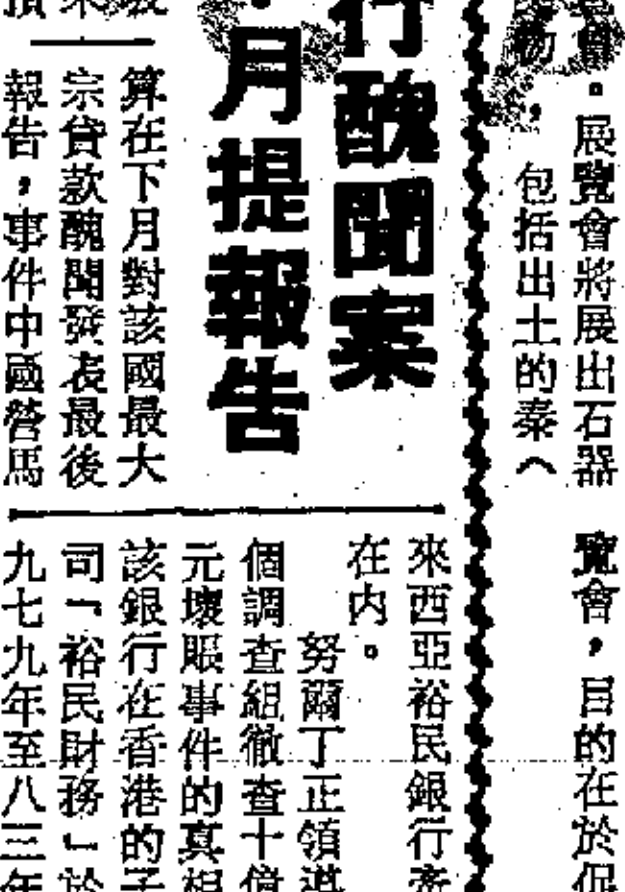 會。展覽會將展出石器
物，包括出土的秦︵
覽會，目的在於促
行醜聞案
月提報告
算在下月對該國最大
宗貸款醜聞發表最後
報告，事件中國營馬
來西亞裕民銀行牽
在內。
努爾丁正領導
個調查組徹查十億
元壞賬事件的真相
該銀行在香港的子
司「裕民財務」於
九七九年至八三年